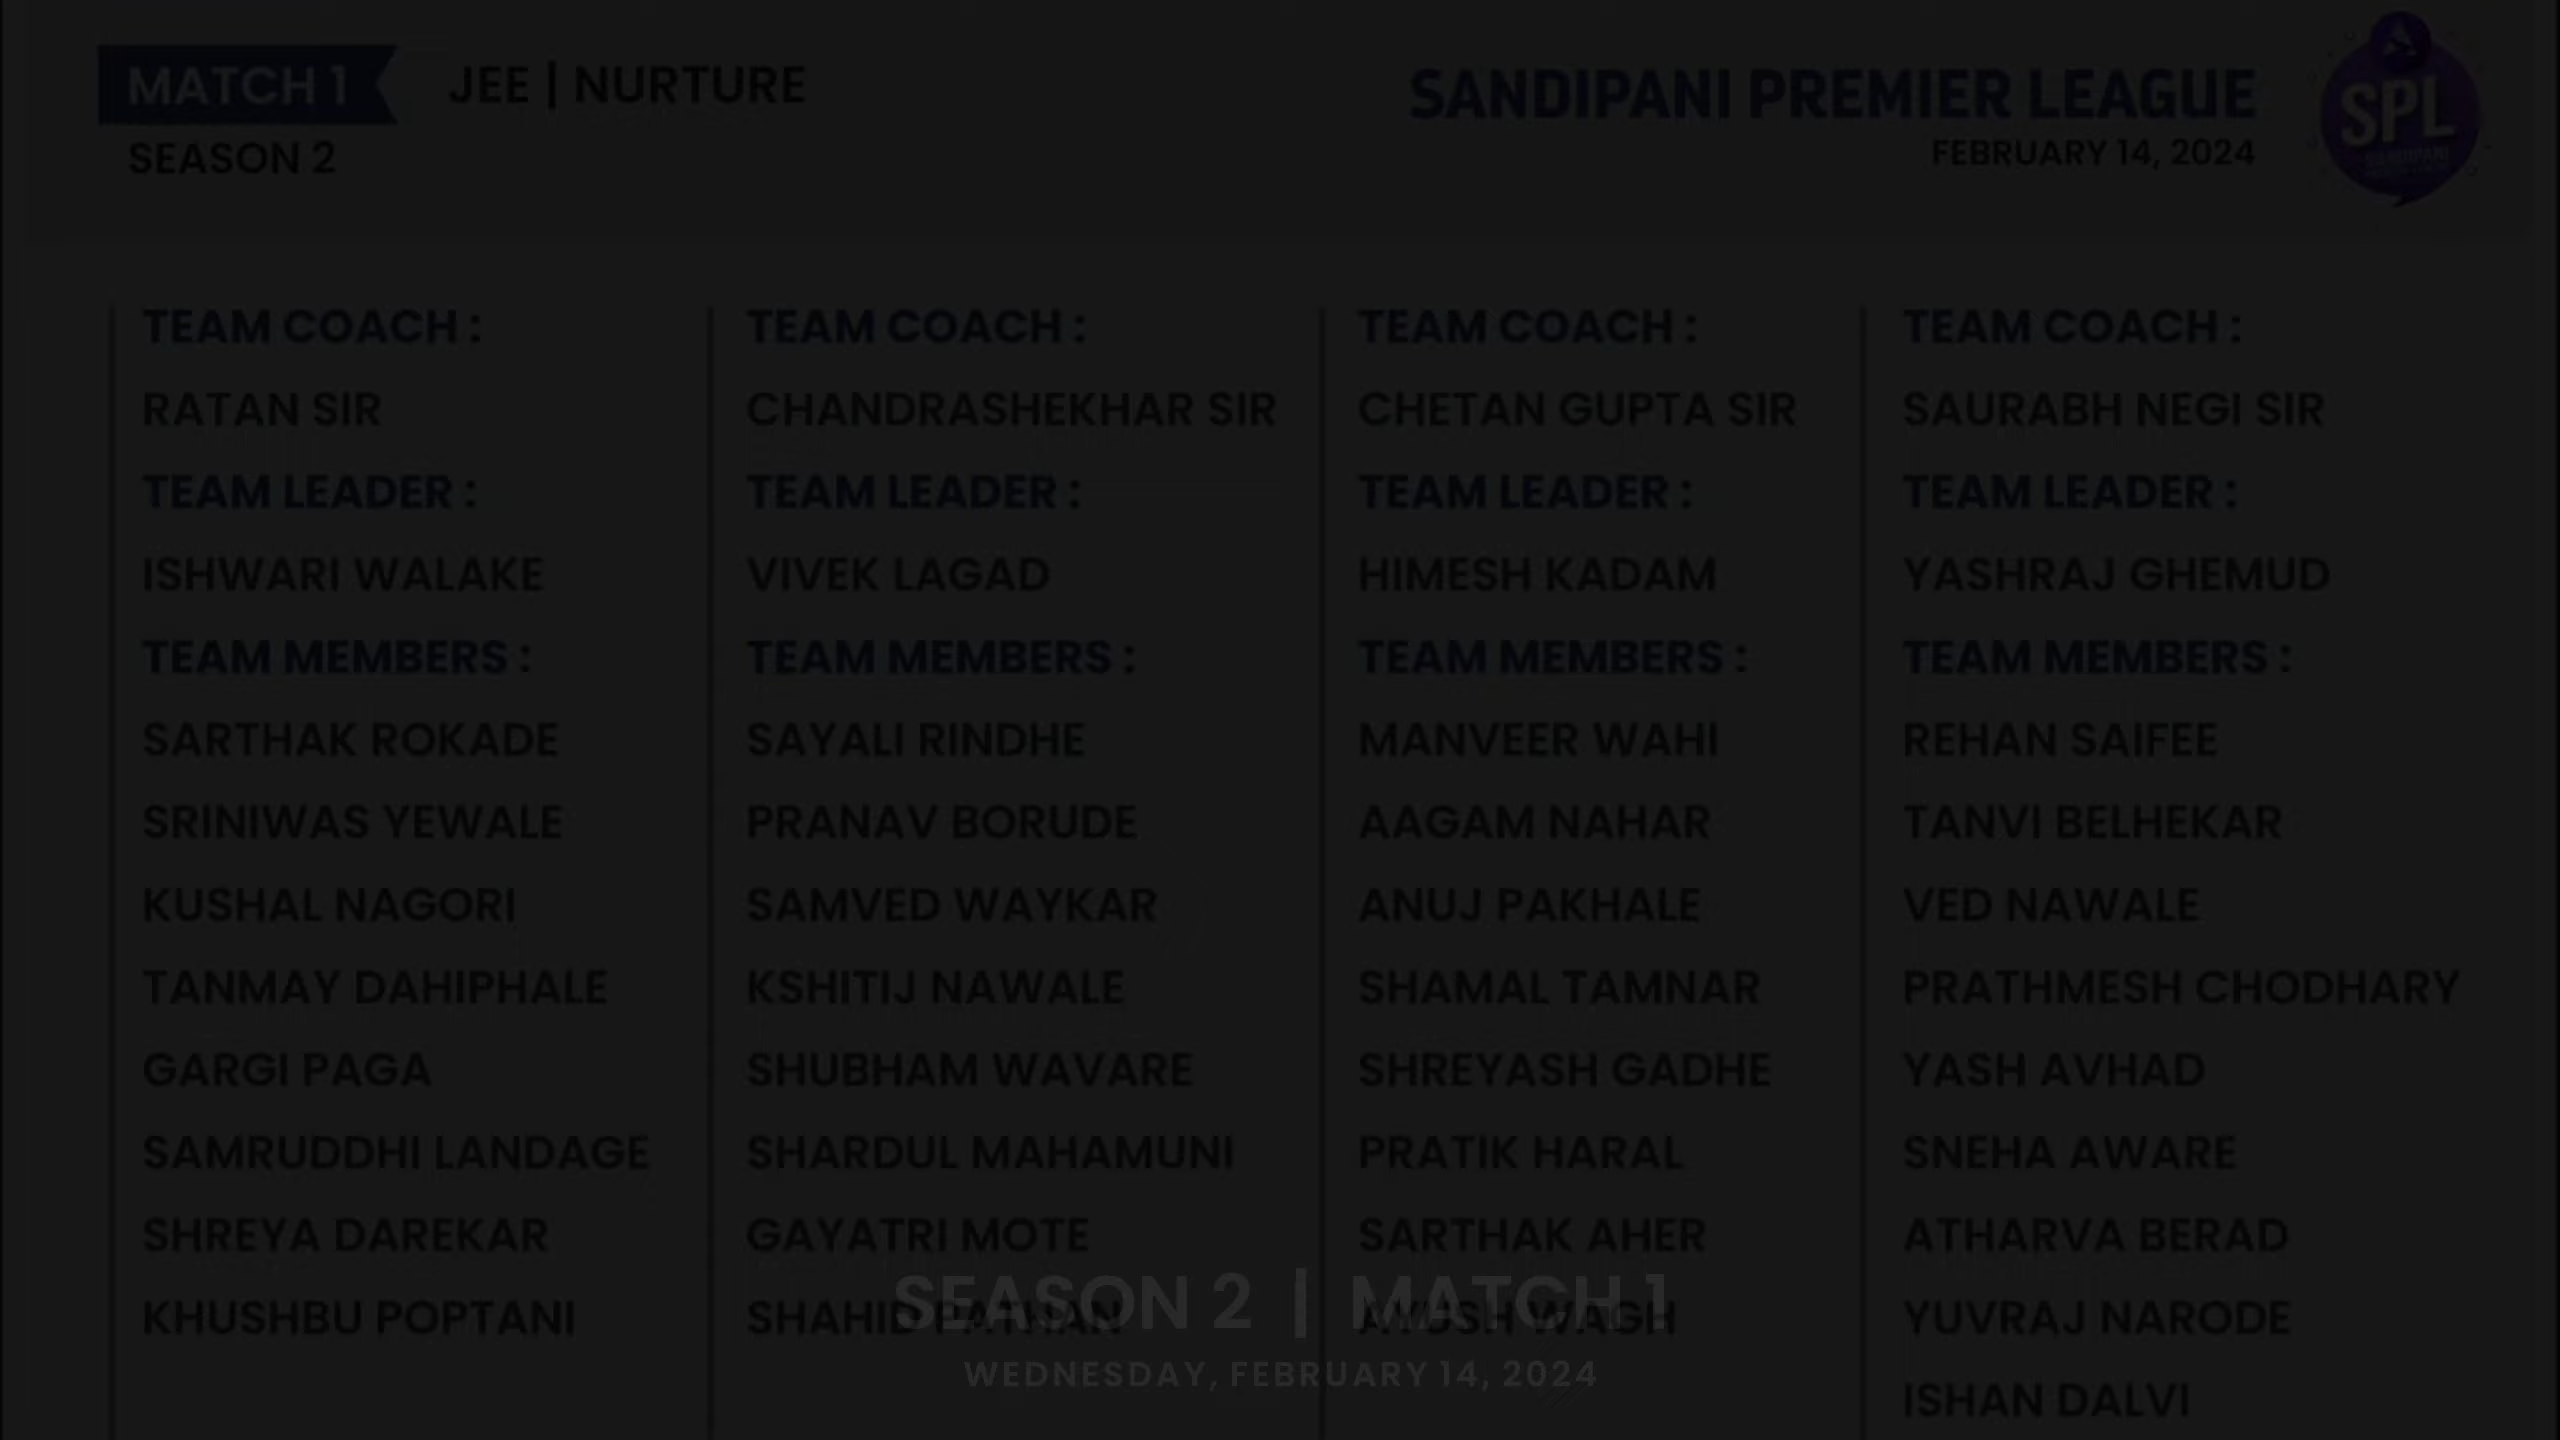 MATCH 1
JEE | NURTURE
SEASON 2
SANDIPANI PREMIER LEAGUE
FEBRUARY 14, 2024
SPL
SANDIPANI
TEAM COACH :
RATAN SIR
TEAM LEADER :
ISHWARI WALAKE
TEAM MEMBERS :
SARTHAK ROKADE
SRINIWAS YEWALE
KUSHAL NAGORI
TANMAY DAHIPHALE
GARGI PAGA
SAMRUDDHI LANDAGE
SHREYA DAREKAR
KHUSHBU POPTANI
TEAM COACH :
CHANDRASHEKHAR SIR
TEAM LEADER :
VIVEK LAGAD
TEAM MEMBERS :
SAYALI RINDHE
PRANAV BORUDE
SAMVED WAYKAR
KSHITIJ NAWALE
SHUBHAM WAVARE
SHARDUL MAHAMUNI
GAYATRI MOTE
SHAHID PATHAN
TEAM COACH :
CHETAN GUPTA SIR
TEAM LEADER :
HIMESH KADAM
TEAM MEMBERS :
MANVEER WAHI
AAGAM NAHAR
ANUJ PAKHALE
SHAMAL TAMNAR
SHREYASH GADHE
PRATIK HARAL
SARTHAK AHER
AYUSH WAGH
TEAM COACH :
SAURABH NEGI SIR
TEAM LEADER :
YASHRAJ GHEMUD
TEAM MEMBERS :
REHAN SAIFEE
TANVI BELHEKAR
VED NAWALE
PRATHMESH CHODHARY
YASH AVHAD
SNEHA AWARE
ATHARVA BERAD
YUVRAJ NARODE
ISHAN DALVI
SEASON 2 | MATCH 1
WEDNESDAY, FEBRUARY 14, 2024